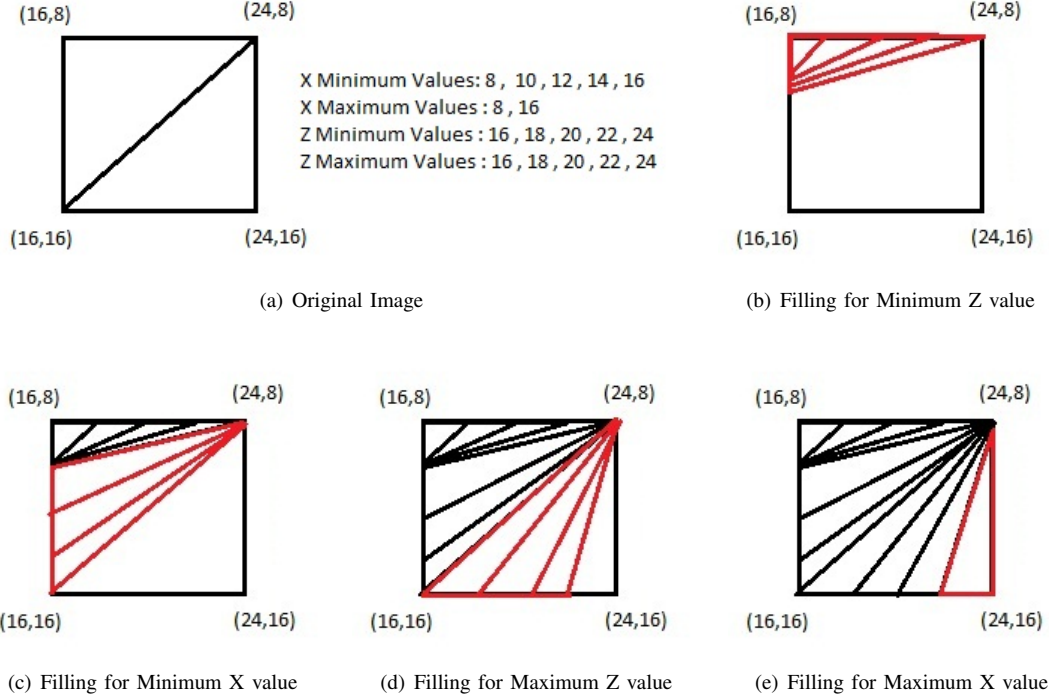 (16,8)
(24,8)
X Minimum Values: 8 , 10 , 12 , 14 , 16
X Maximum Values : 8 , 16
Z Minimum Values : 16 , 18 , 20 , 22 , 24
Z Maximum Values : 16 , 18 , 20 , 22 , 24
(16,16)
(24,16)
(a) Original Image
(16,8)
(24,8)
(16,16)
(24,16)
(b) Filling for Minimum Z value
(16,8)
(24,8)
(16,16)
(24,16)
(c) Filling for Minimum X value
(16,8)
(24,8)
(16,16)
(24,16)
(d) Filling for Maximum Z value
(16,8)
(24,8)
(16,16)
(24,16)
(e) Filling for Maximum X value